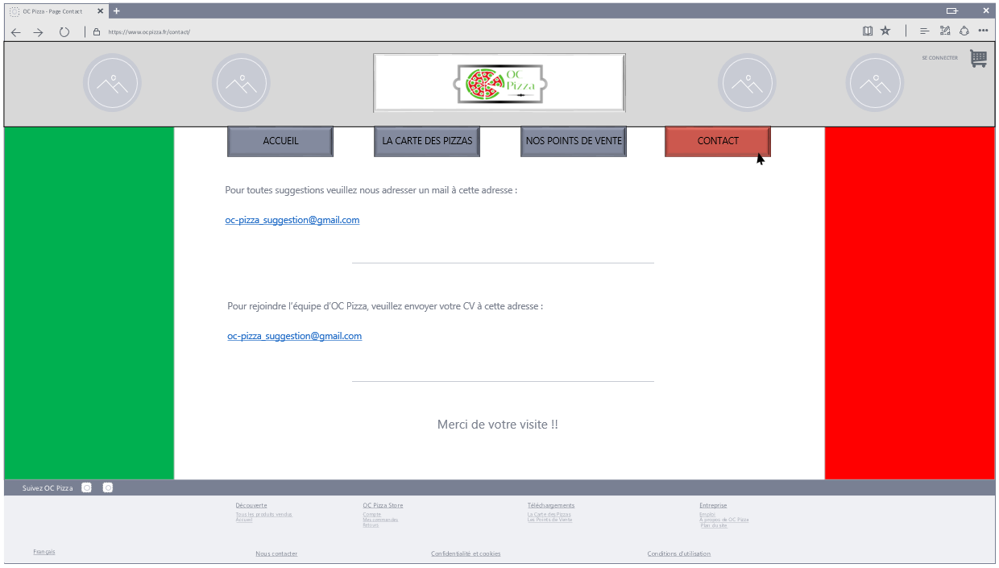 OC Pizza - Page Contact
https://www.ocpizza.fr/contact/
SE CONNECTER
OC
Pizza
ACCUEIL
LA CARTE DES PIZZAS
NOS POINTS DE VENTE
CONTACT
Pour toutes suggestions veuillez nous adresser un mail à cette adresse :
oc-pizza_suggestion@gmail.com
Pour rejoindre l'équipe d'OC Pizza, veuillez envoyer votre CV à cette adresse :
oc-pizza_suggestion@gmail.com
Merci de votre visite !!
Suivez OC Pizza
Découverte
Tous les produits vendus
Accueil
OC Pizza Store
Compte
Mes commandes
Retours
Téléchargements
La Carte des Pizzas
Les Points de Vente
Entreprise
Emploi
À propos de OC Pizza
Plan du site
Français
Nous contacter
Confidentialité et cookies
Conditions d'utilisation